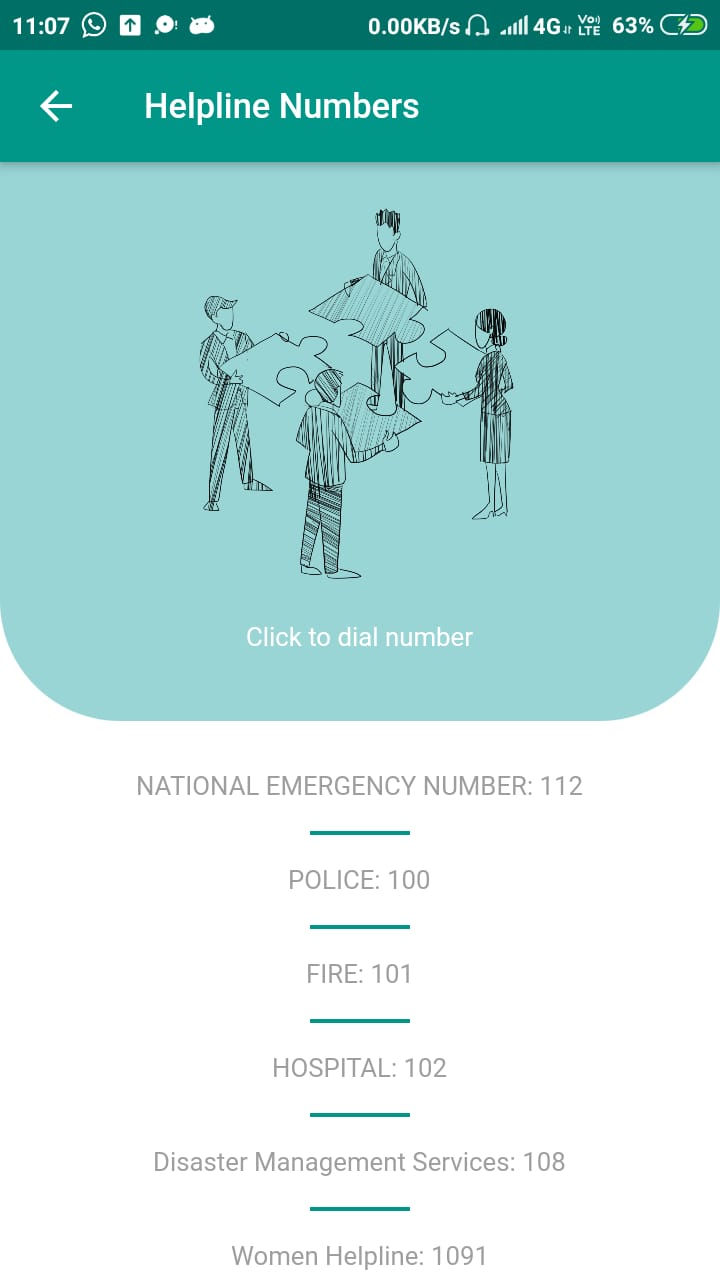 11:07 0.00KB/s 4G Vo) LTE 63%
Helpline Numbers
Click to dial number
NATIONAL EMERGENCY NUMBER: 112
POLICE: 100
FIRE: 101
HOSPITAL: 102
Disaster Management Services: 108
Women Helpline: 1091